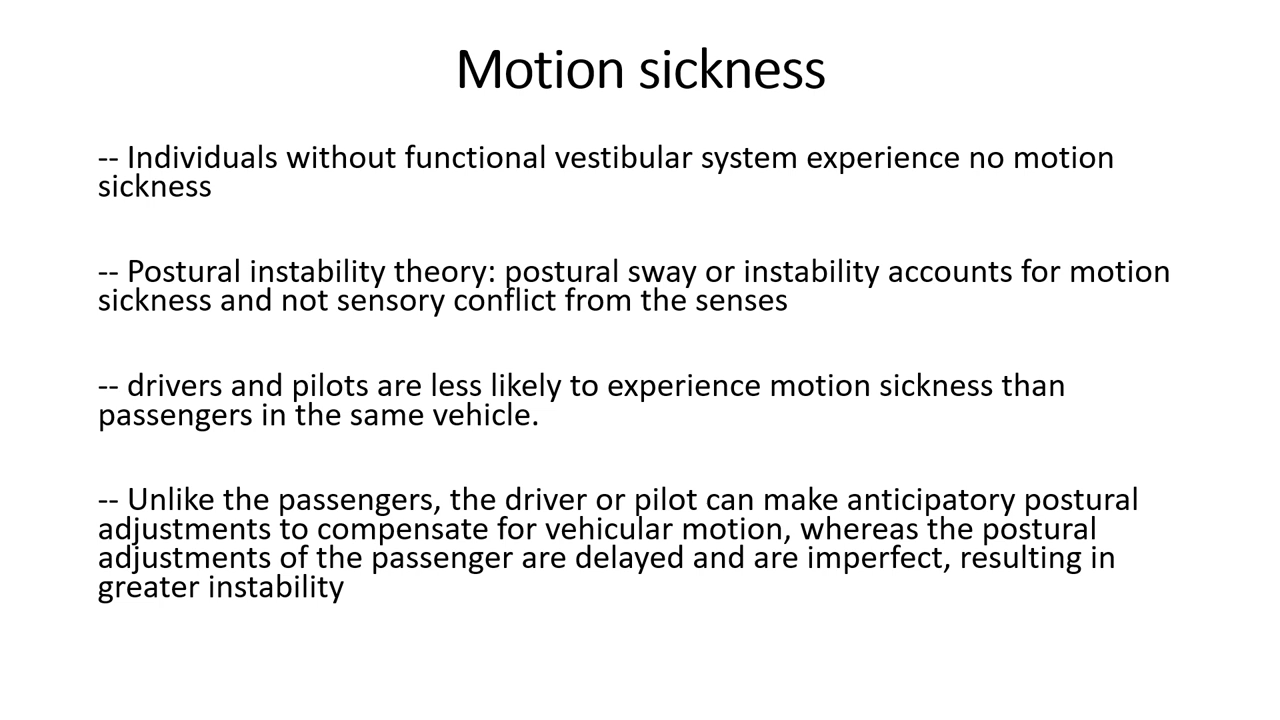 Motion sickness
-- Individuals without functional vestibular system experience no motion
sickness
-- Postural instability theory: postural sway or instability accounts for motion
sickness and not sensory conflict from the senses
-- drivers and pilots are less likely to experience motion sickness than
passengers in the same vehicle.
-- Unlike the passengers, the driver or pilot can make anticipatory postural
adjustments to compensate for vehicular motion, whereas the postural
adjustments of the passenger are delayed and are imperfect, resulting in
greater instability